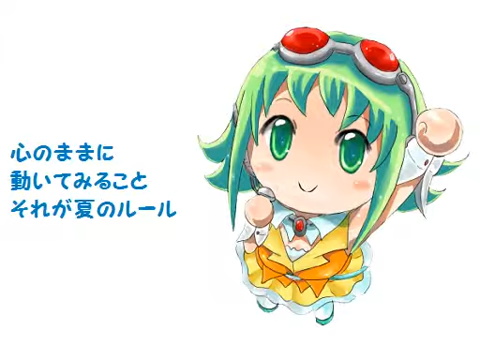 心のままに
動いてみること
それが夏のルール